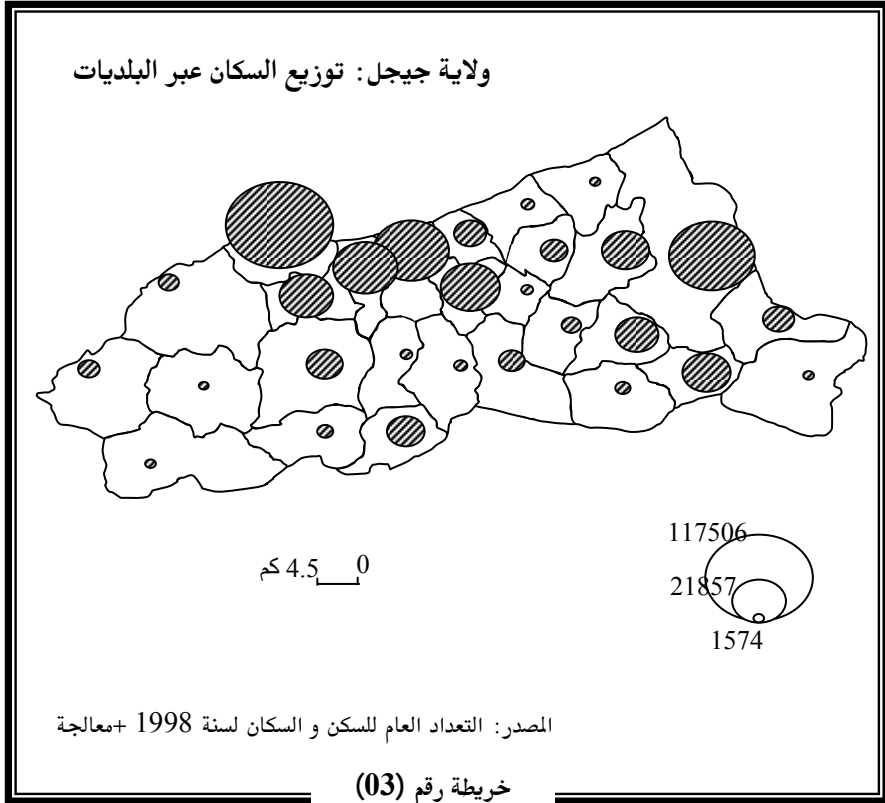 ولاية جيجل: توزيع السكان عبر البلديات
117506
21857
1574
0 4.5 كم
المصدر: التعداد العام للسكن و السكان لسنة 1998 +معالجة
خريطة رقم (03)